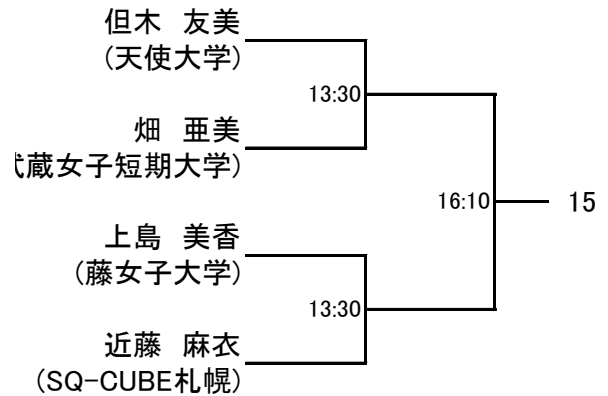 但木　友美
(天使大学)
13:30
畑　亜美
蔵女子短期大学)
16:10
15
上島　美香
(藤女子大学)
13:30
近藤　麻衣
(SQ-CUBE札幌)